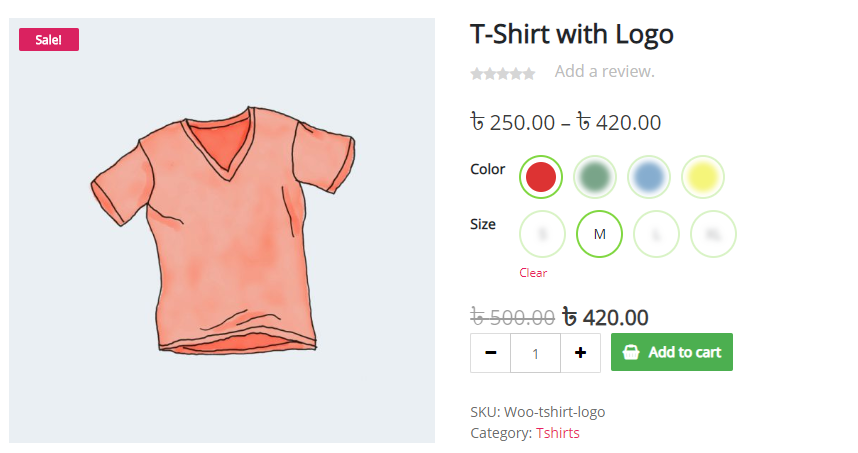 Sale!
T-Shirt with Logo
Add a review.
৳ 250.00 – ৳ 420.00
Color
Size
S M L XL
Clear
৳ 500.00 ৳ 420.00
- 1 + Add to cart
SKU: Woo-tshirt-logo
Category: Tshirts